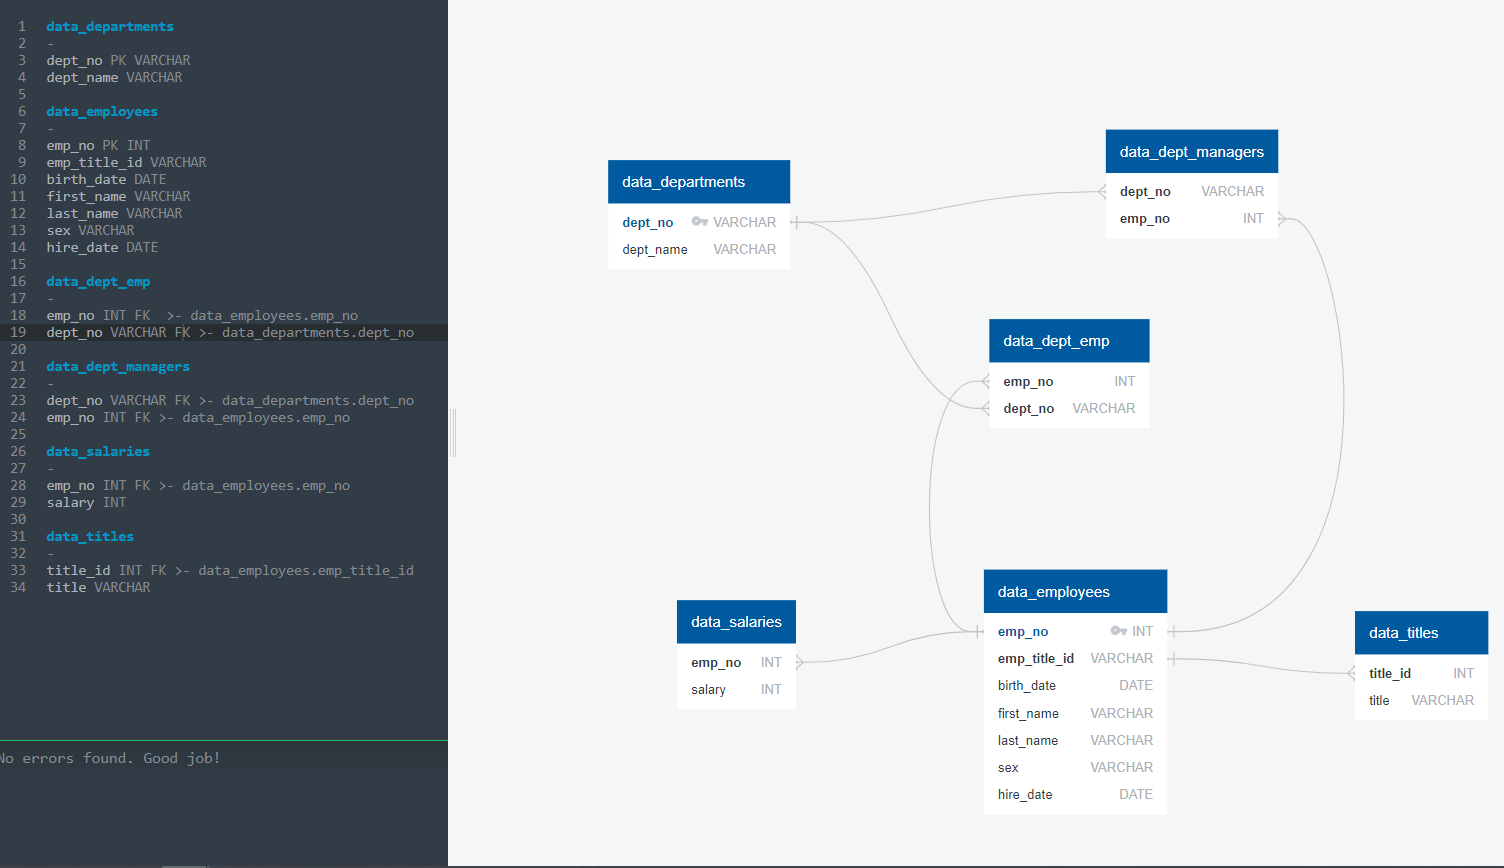 1 data_departments
2 -
3 dept_no PK VARCHAR
4 dept_name VARCHAR
5
6 data_employees
7 -
8 emp_no PK INT
9 emp_title_id VARCHAR
10 birth_date DATE
11 first_name VARCHAR
12 last_name VARCHAR
13 sex VARCHAR
14 hire_date DATE
15
16 data_dept_emp
17 -
18 emp_no INT FK >- data_employees.emp_no
19 dept_no VARCHAR FK >- data_departments.dept_no
20
21 data_dept_managers
22 -
23 dept_no VARCHAR FK >- data_departments.dept_no
24 emp_no INT FK >- data_employees.emp_no
25
26 data_salaries
27 -
28 emp_no INT FK >- data_employees.emp_no
29 salary INT
30
31 data_titles
32 -
33 title_id INT FK >- data_employees.emp_title_id
34 title VARCHAR
No errors found. Good job!
data_departments
dept_no VARCHAR
dept_name VARCHAR
data_dept_managers
dept_no VARCHAR
emp_no INT
data_dept_emp
emp_no INT
dept_no VARCHAR
data_salaries
emp_no INT
salary INT
data_employees
emp_no INT
emp_title_id VARCHAR
birth_date DATE
first_name VARCHAR
last_name VARCHAR
sex VARCHAR
hire_date DATE
data_titles
title_id INT
title VARCHAR